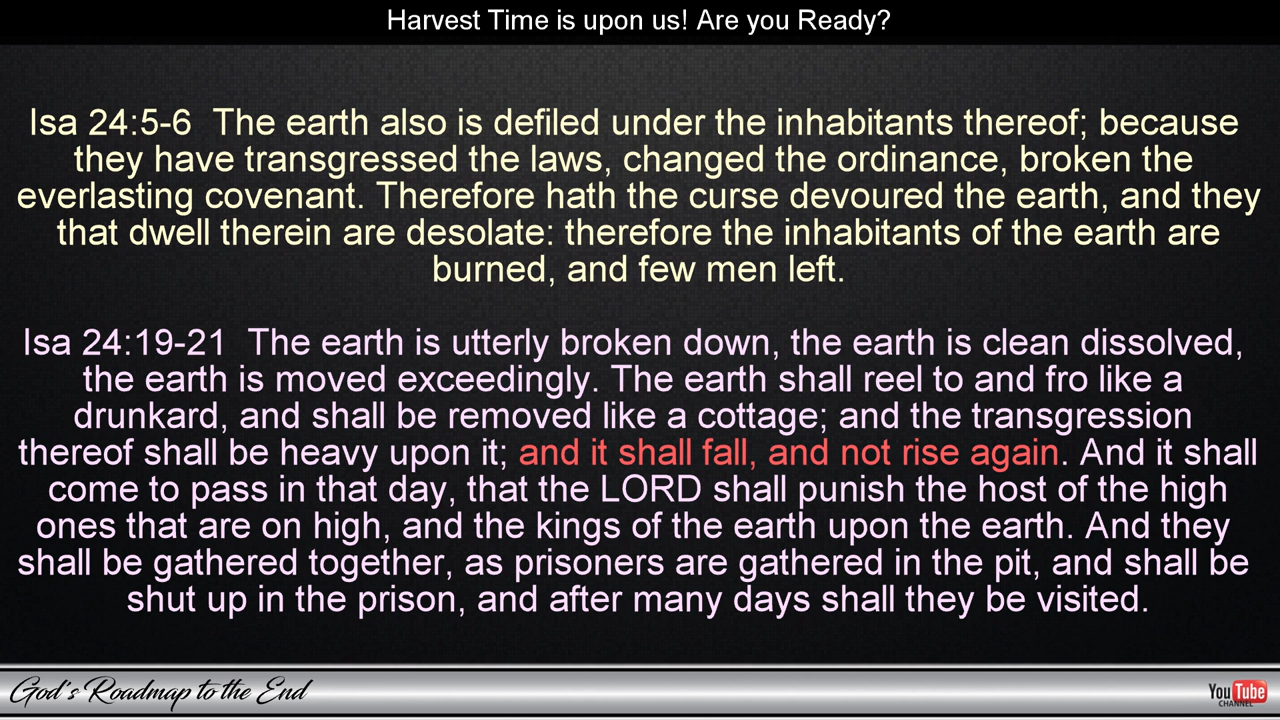 Harvest Time is upon us! Are you Ready?
Isa 24:5-6  The earth also is defiled under the inhabitants thereof; because
they have transgressed the laws, changed the ordinance, broken the
everlasting covenant. Therefore hath the curse devoured the earth, and they
that dwell therein are desolate: therefore the inhabitants of the earth are
burned, and few men left.
Isa 24:19-21  The earth is utterly broken down, the earth is clean dissolved,
the earth is moved exceedingly. The earth shall reel to and fro like a
drunkard, and shall be removed like a cottage; and the transgression
thereof shall be heavy upon it; and it shall fall, and not rise again. And it shall
come to pass in that day, that the LORD shall punish the host of the high
ones that are on high, and the kings of the earth upon the earth. And they
shall be gathered together, as prisoners are gathered in the pit, and shall be
shut up in the prison, and after many days shall they be visited.
God's Roadmap to the End
YouTube
CHANNEL